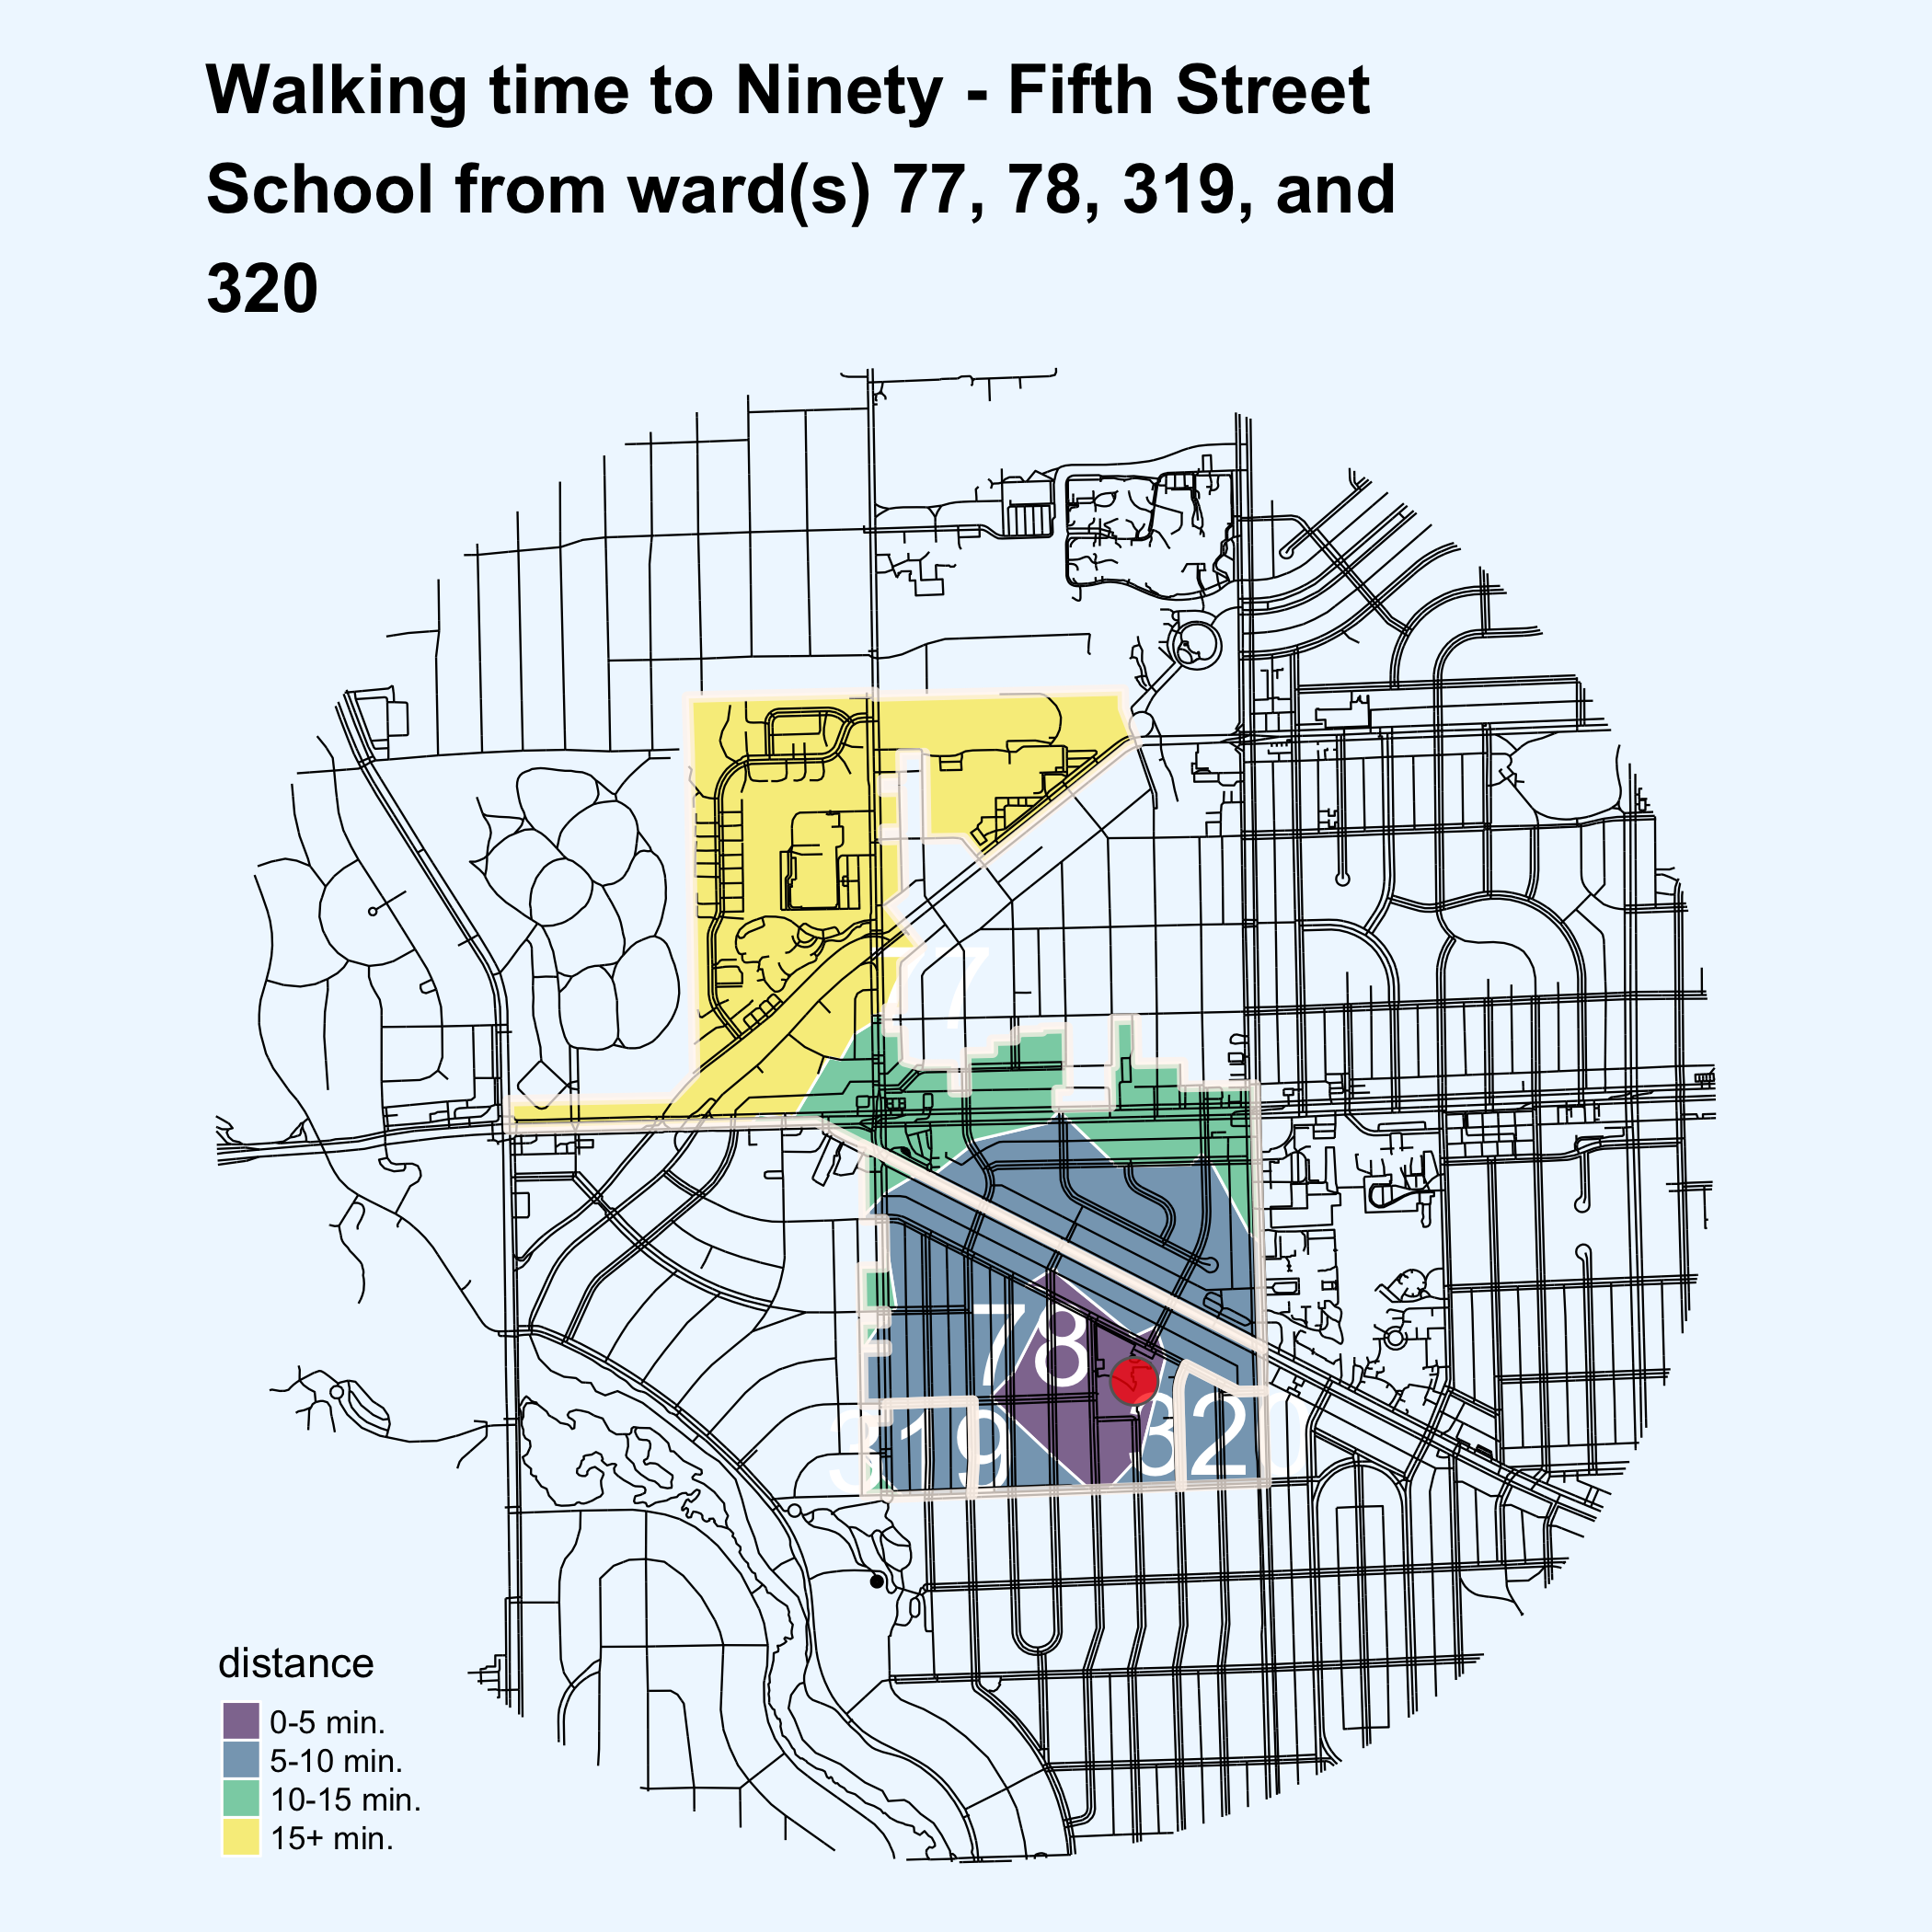 Walking time to Ninety - Fifth Street
School from ward(s) 77, 78, 319, and
320
77
78
319
320
distance
0-5 min.
5-10 min.
10-15 min.
15+ min.